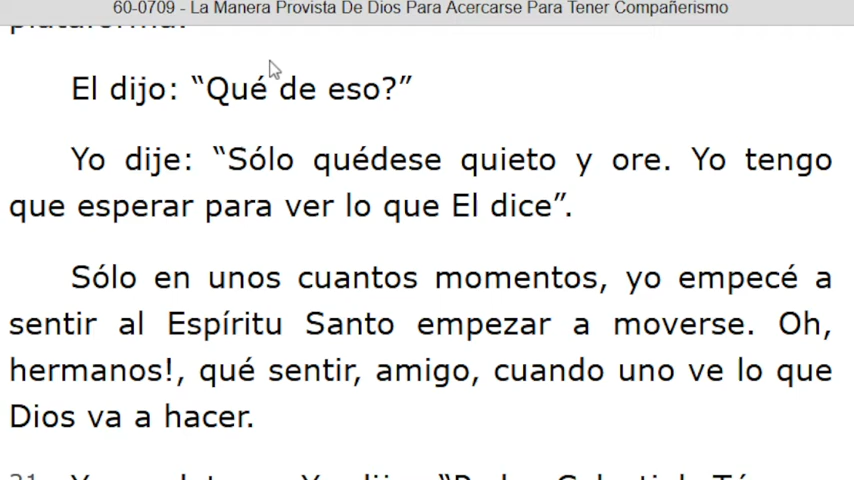 60-0709 - La Manera Provista De Dios Para Acercarse Para Tener Compañerismo
plataforma.
El dijo: “Qué de eso?”
Yo dije: “Sólo quédese quieto y ore. Yo tengo
que esperar para ver lo que El dice”.
Sólo en unos cuantos momentos, yo empecé a
sentir al Espíritu Santo empezar a moverse. Oh,
hermanos!, qué sentir, amigo, cuando uno ve lo que
Dios va a hacer.